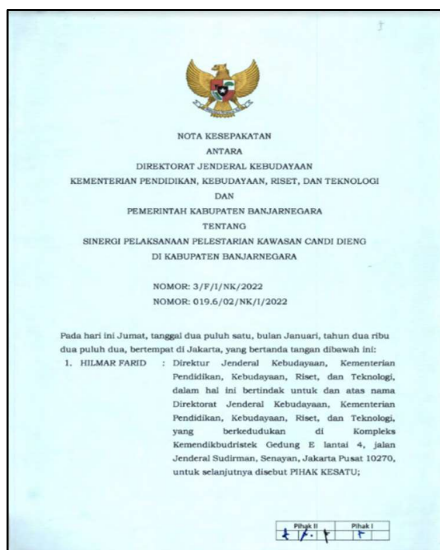 NOTA KESEPAKATAN
ANTARA
DIREKTORAT JENDERAL KEBUDAYAAN
KEMENTERIAN PENDIDIKAN, KEBUDAYAAN, RISET, DAN TEKNOLOGI
DAN
PEMERINTAH KABUPATEN BANJARNEGARA
TENTANG
SINERGI PELAKSANAAN PELESTARIAN KAWASAN CANDI DIENG
DI KABUPATEN BANJARNEGARA
NOMOR: 3/F/I/NK/2022
NOMOR: 019.6/02/NK/I/2022
Pada hari ini Jumat, tanggal dua puluh satu, bulan Januari, tahun dua ribu
dua puluh dua, bertempat di Jakarta, yang bertanda tangan dibawah ini:
1. HILMAR FARID : Direktur Jenderal Kebudayaan, Kementerian
Pendidikan, Kebudayaan, Riset, dan Teknologi,
dalam hal ini bertindak untuk dan atas nama
Direktorat Jenderal Kebudayaan, Kementerian
Pendidikan, Kebudayaan, Riset, dan Teknologi,
yang berkedudukan di Kompleks
Kemendikbudristek Gedung E lantai 4, jalan
Jenderal Sudirman, Senayan, Jakarta Pusat 10270,
untuk selanjutnya disebut PIHAK KESATU;
Pihak II Pihak I